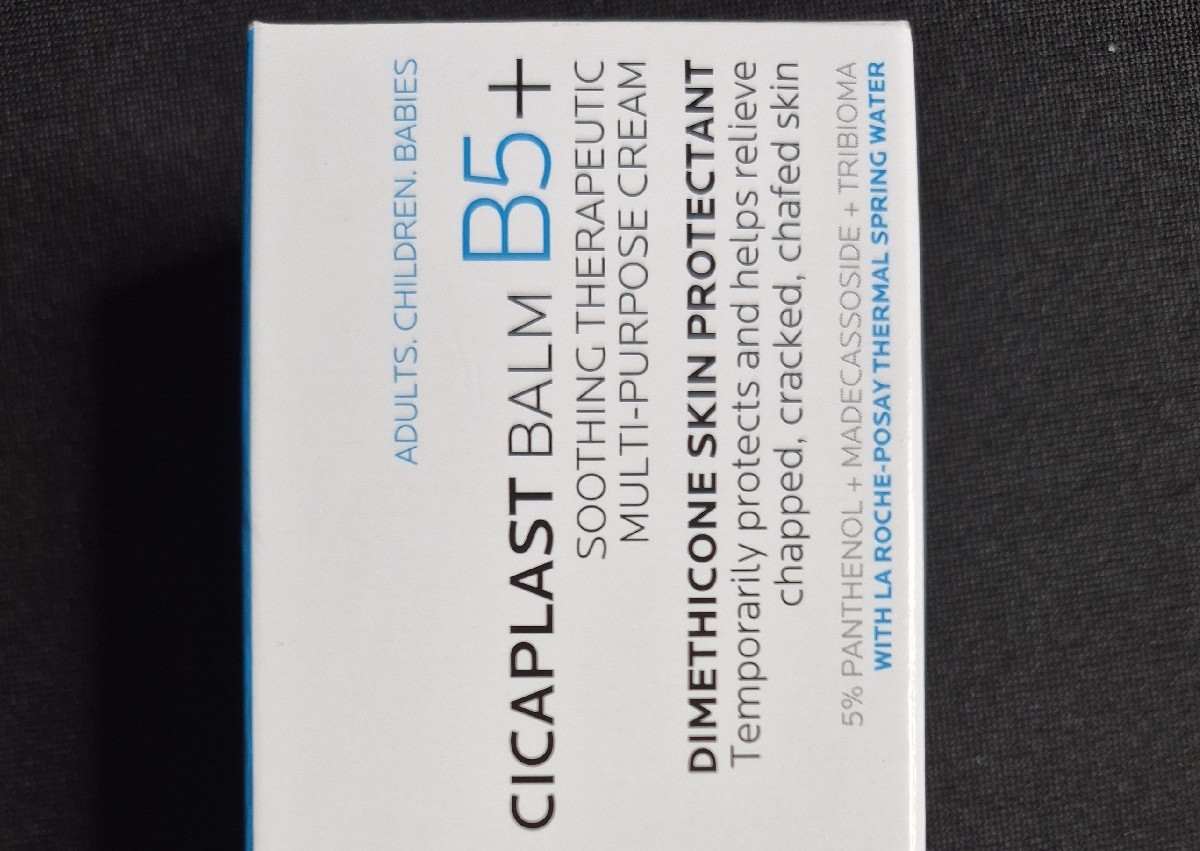 ADULTS. CHILDREN. BABIES
CICAPLAST BALM B5+
SOOTHING THERAPEUTIC
MULTI-PURPOSE CREAM
DIMETHICONE SKIN PROTECTANT
Temporarily protects and helps relieve
chapped, cracked, chafed skin
5% PANTHENOL + MADECASSOSIDE + TRIBIOMA
WITH LA ROCHE-POSAY THERMAL SPRING WATER